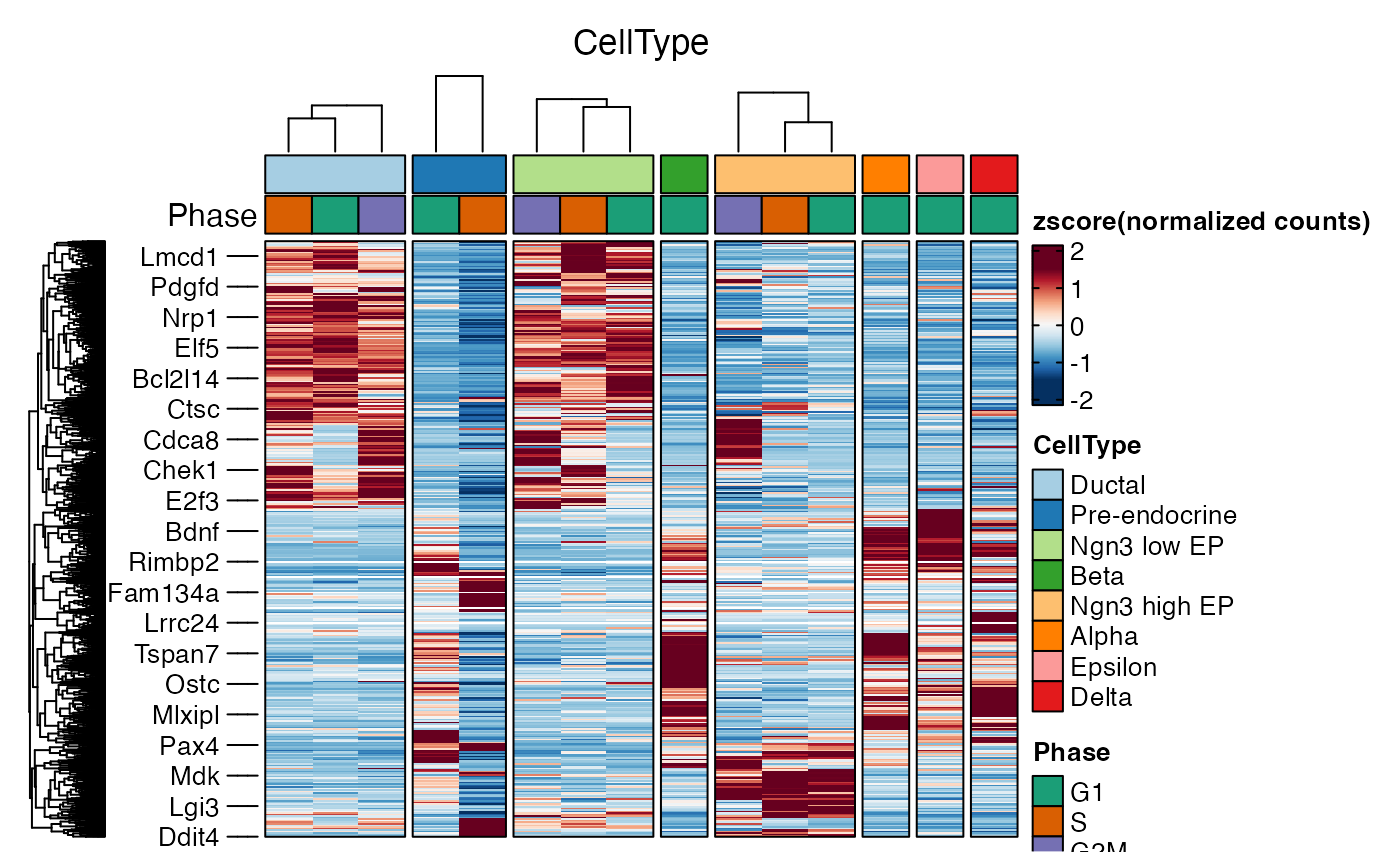 CellType
Phase
Lmcd1
Pdgfd
Nrp1
Elf5
Bcl2l14
Ctsc
Cdca8
Chek1
E2f3
Bdnf
Rimbp2
Fam134a
Lrrc24
Tspan7
Ostc
Mlxipl
Pax4
Mdk
Lgi3
Ddit4
zscore(normalized counts)
2
1
0
-1
-2
CellType
Ductal
Pre-endocrine
Ngn3 low EP
Beta
Ngn3 high EP
Alpha
Epsilon
Delta
Phase
G1
S
G2M